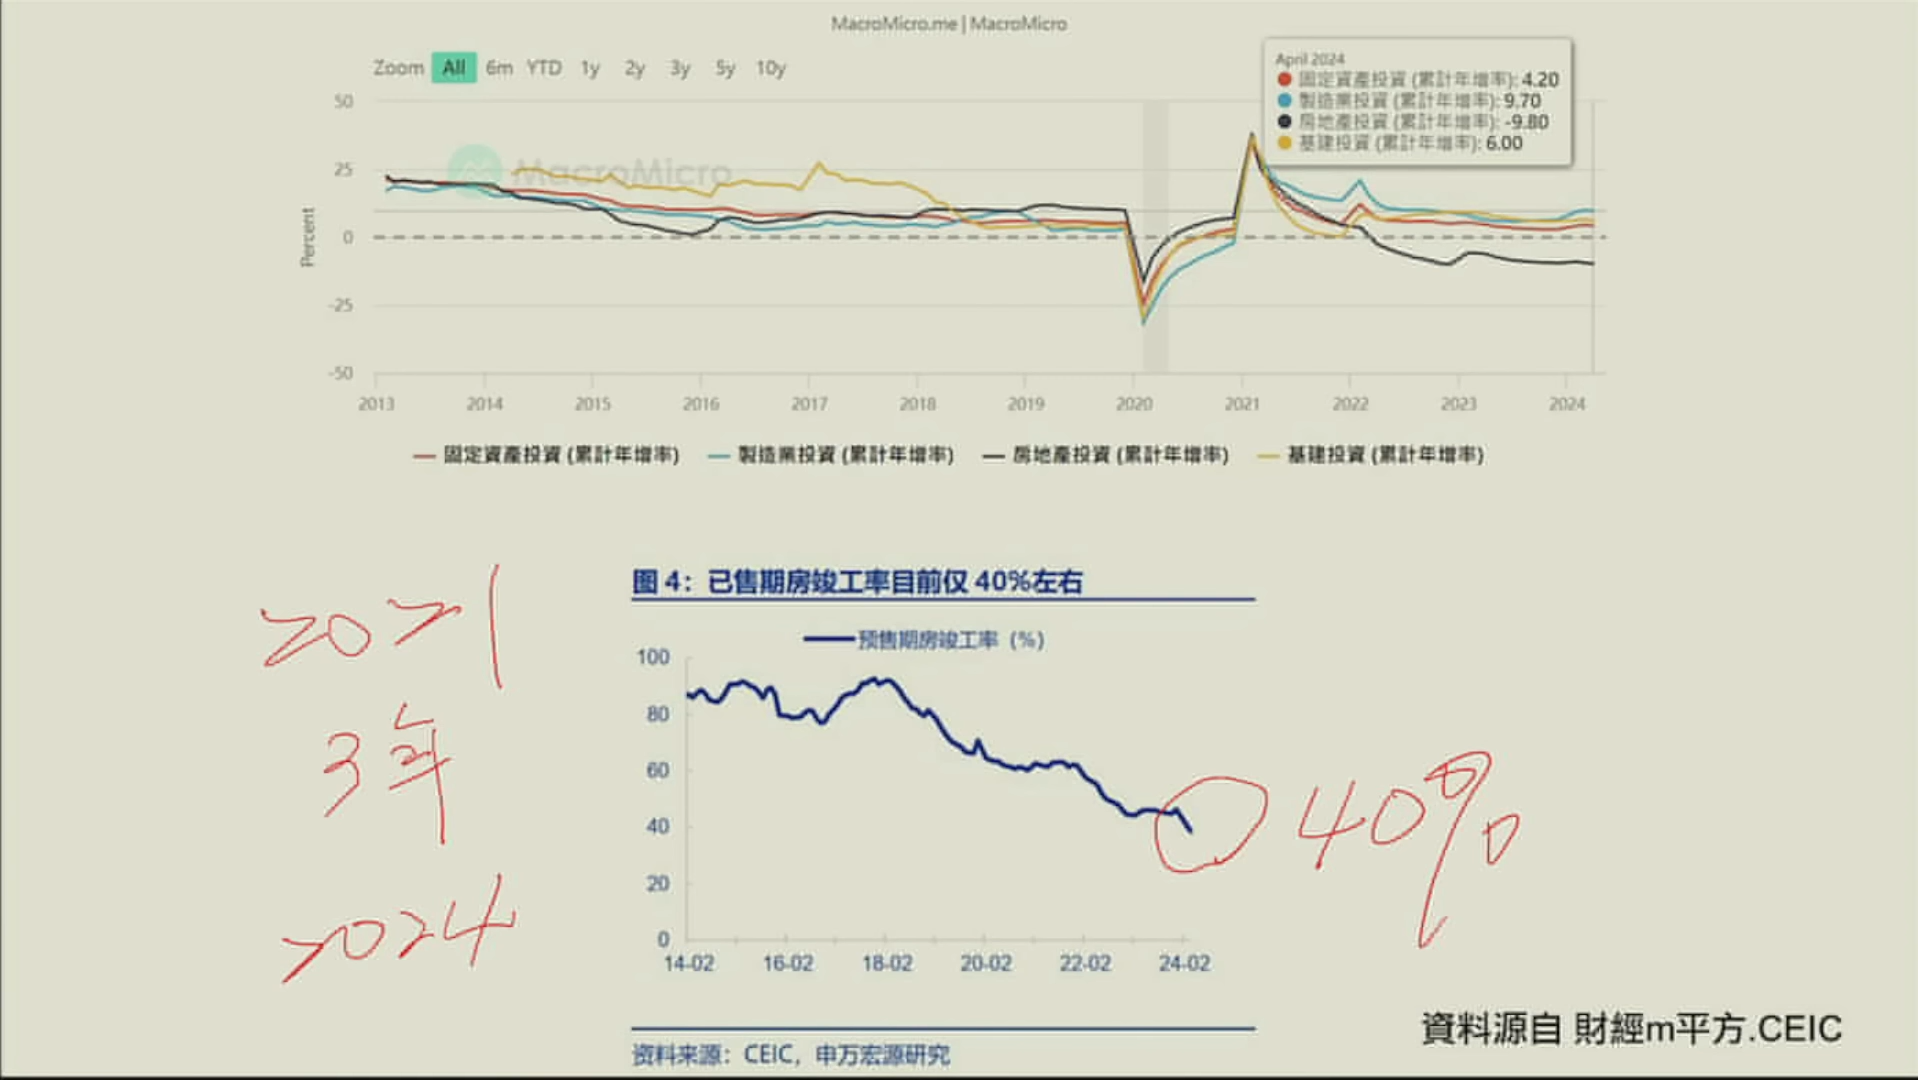 MacroMicro.me | MacroMicro
Zoom All 6m YTD 1y 2y 3y 5y 10y
April 2024
固定資產投資 (累計年增率): 4.20
製造業投資 (累計年增率): 9.70
房地產投資 (累計年增率): -9.80
基建投資 (累計年增率): 6.00
MacroMicro
Percent
50
25
0
-25
-50
2013 2014 2015 2016 2017 2018 2019 2020 2021 2022 2023 2024
固定資產投資 (累計年增率) 製造業投資 (累計年增率) 房地產投資 (累計年增率) 基建投資 (累計年增率)
2021
3年
2024
图 4：已售期房竣工率目前仅 40%左右
预售期房竣工率（%）
100
80
60
40
20
0
14-02 16-02 18-02 20-02 22-02 24-02
40%
资料来源：CEIC，申万宏源研究
資料源自 財經m平方.CEIC